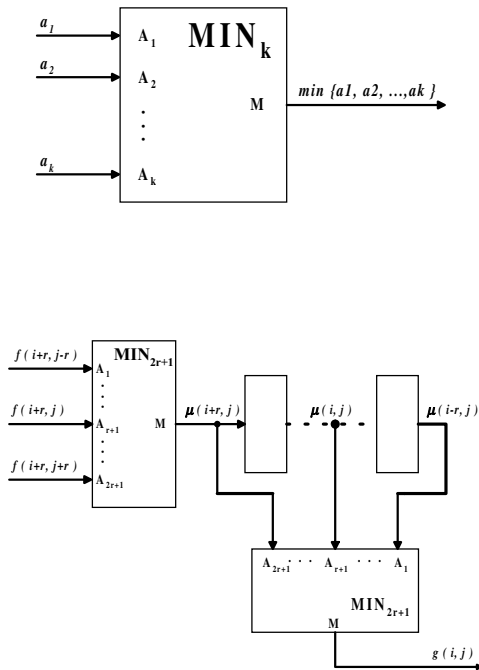 a1
MINk
A1
a2
A2
M
min {a1, a2, ...,ak }
ak
Ak
f ( i+r, j-r )
MIN2r+1
A1
f ( i+r, j )
Ar+1
M
μ( i+r, j )
μ( i, j )
μ( i-r, j )
f ( i+r, j+r )
A2r+1
A2r+1 · · · Ar+1 · · · A1
MIN2r+1
M
g ( i, j )